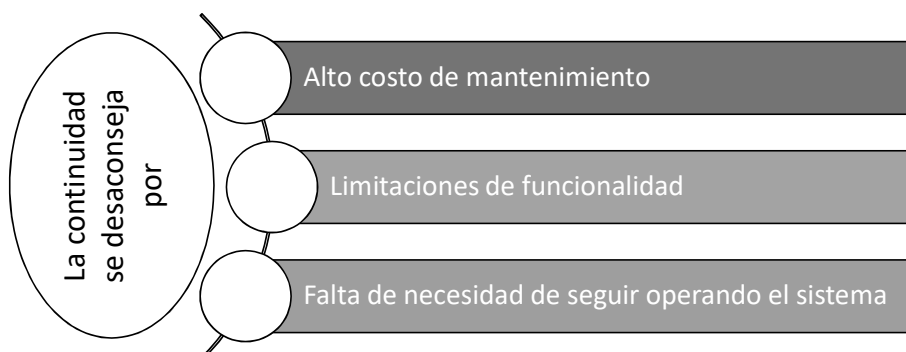 La continuidad
se desaconseja
por
Alto costo de mantenimiento
Limitaciones de funcionalidad
Falta de necesidad de seguir operando el sistema